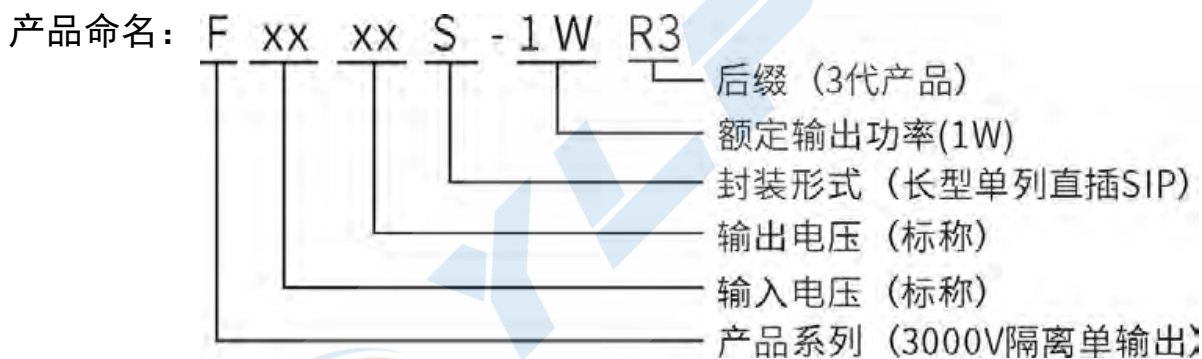 产品命名: F xx xx S - 1W R3
后缀（3代产品）
额定输出功率(1W)
封装形式（长型单列直插SIP）
输出电压（标称）
输入电压（标称）
产品系列（3000V隔离单输出）